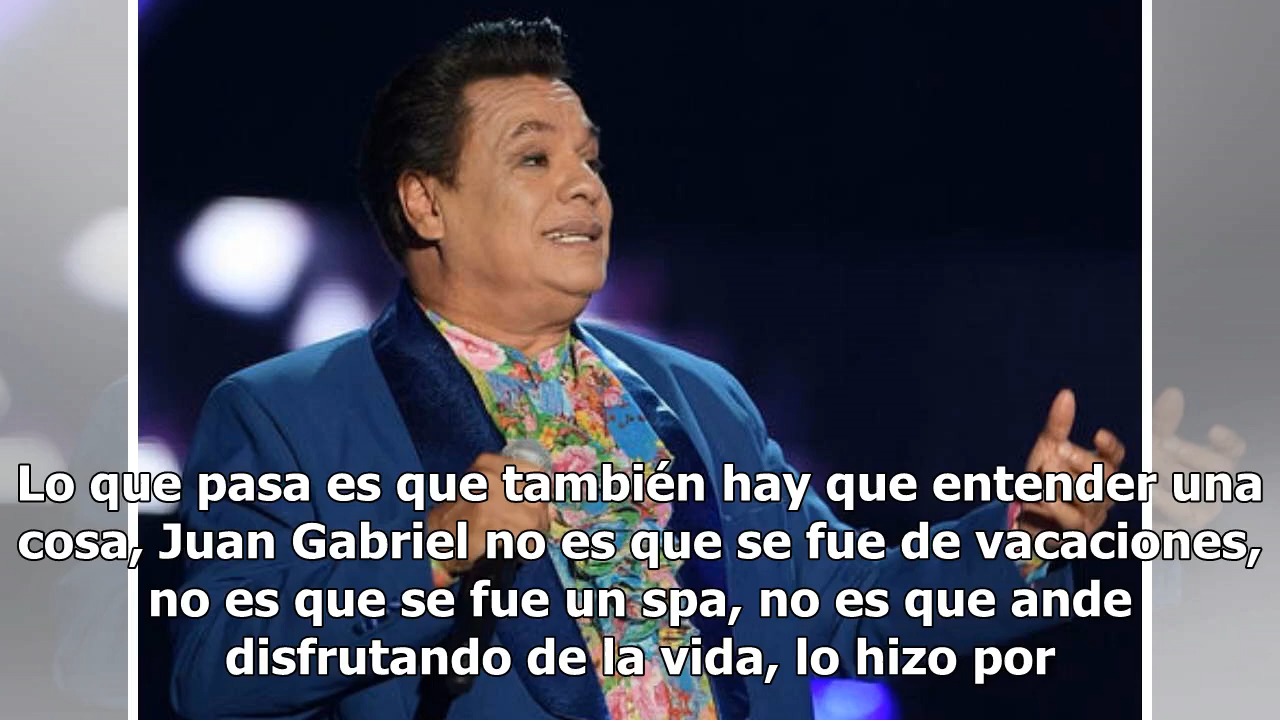 Lo que pasa es que también hay que entender una
cosa, Juan Gabriel no es que se fue de vacaciones,
no es que se fue un spa, no es que ande
disfrutando de la vida, lo hizo por